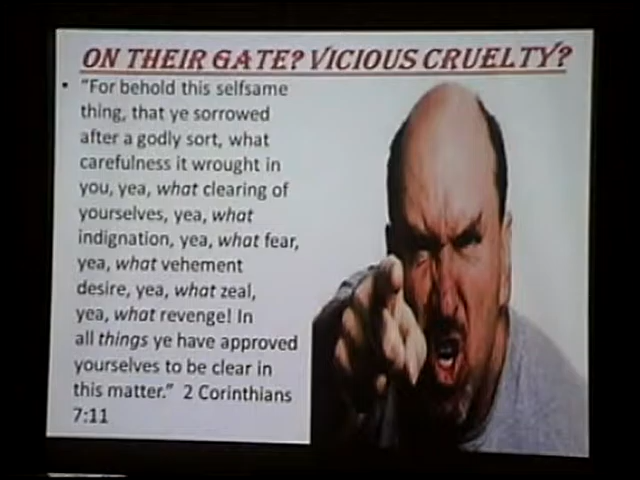 ON THEIR GATE? VICIOUS CRUELTY?
• "For behold this selfsame
thing, that ye sorrowed
after a godly sort, what
carefulness it wrought in
you, yea, what clearing of
yourselves, yea, what
indignation, yea, what fear,
yea, what vehement
desire, yea, what zeal,
yea, what revenge! In
all things ye have approved
yourselves to be clear in
this matter." 2 Corinthians
7:11